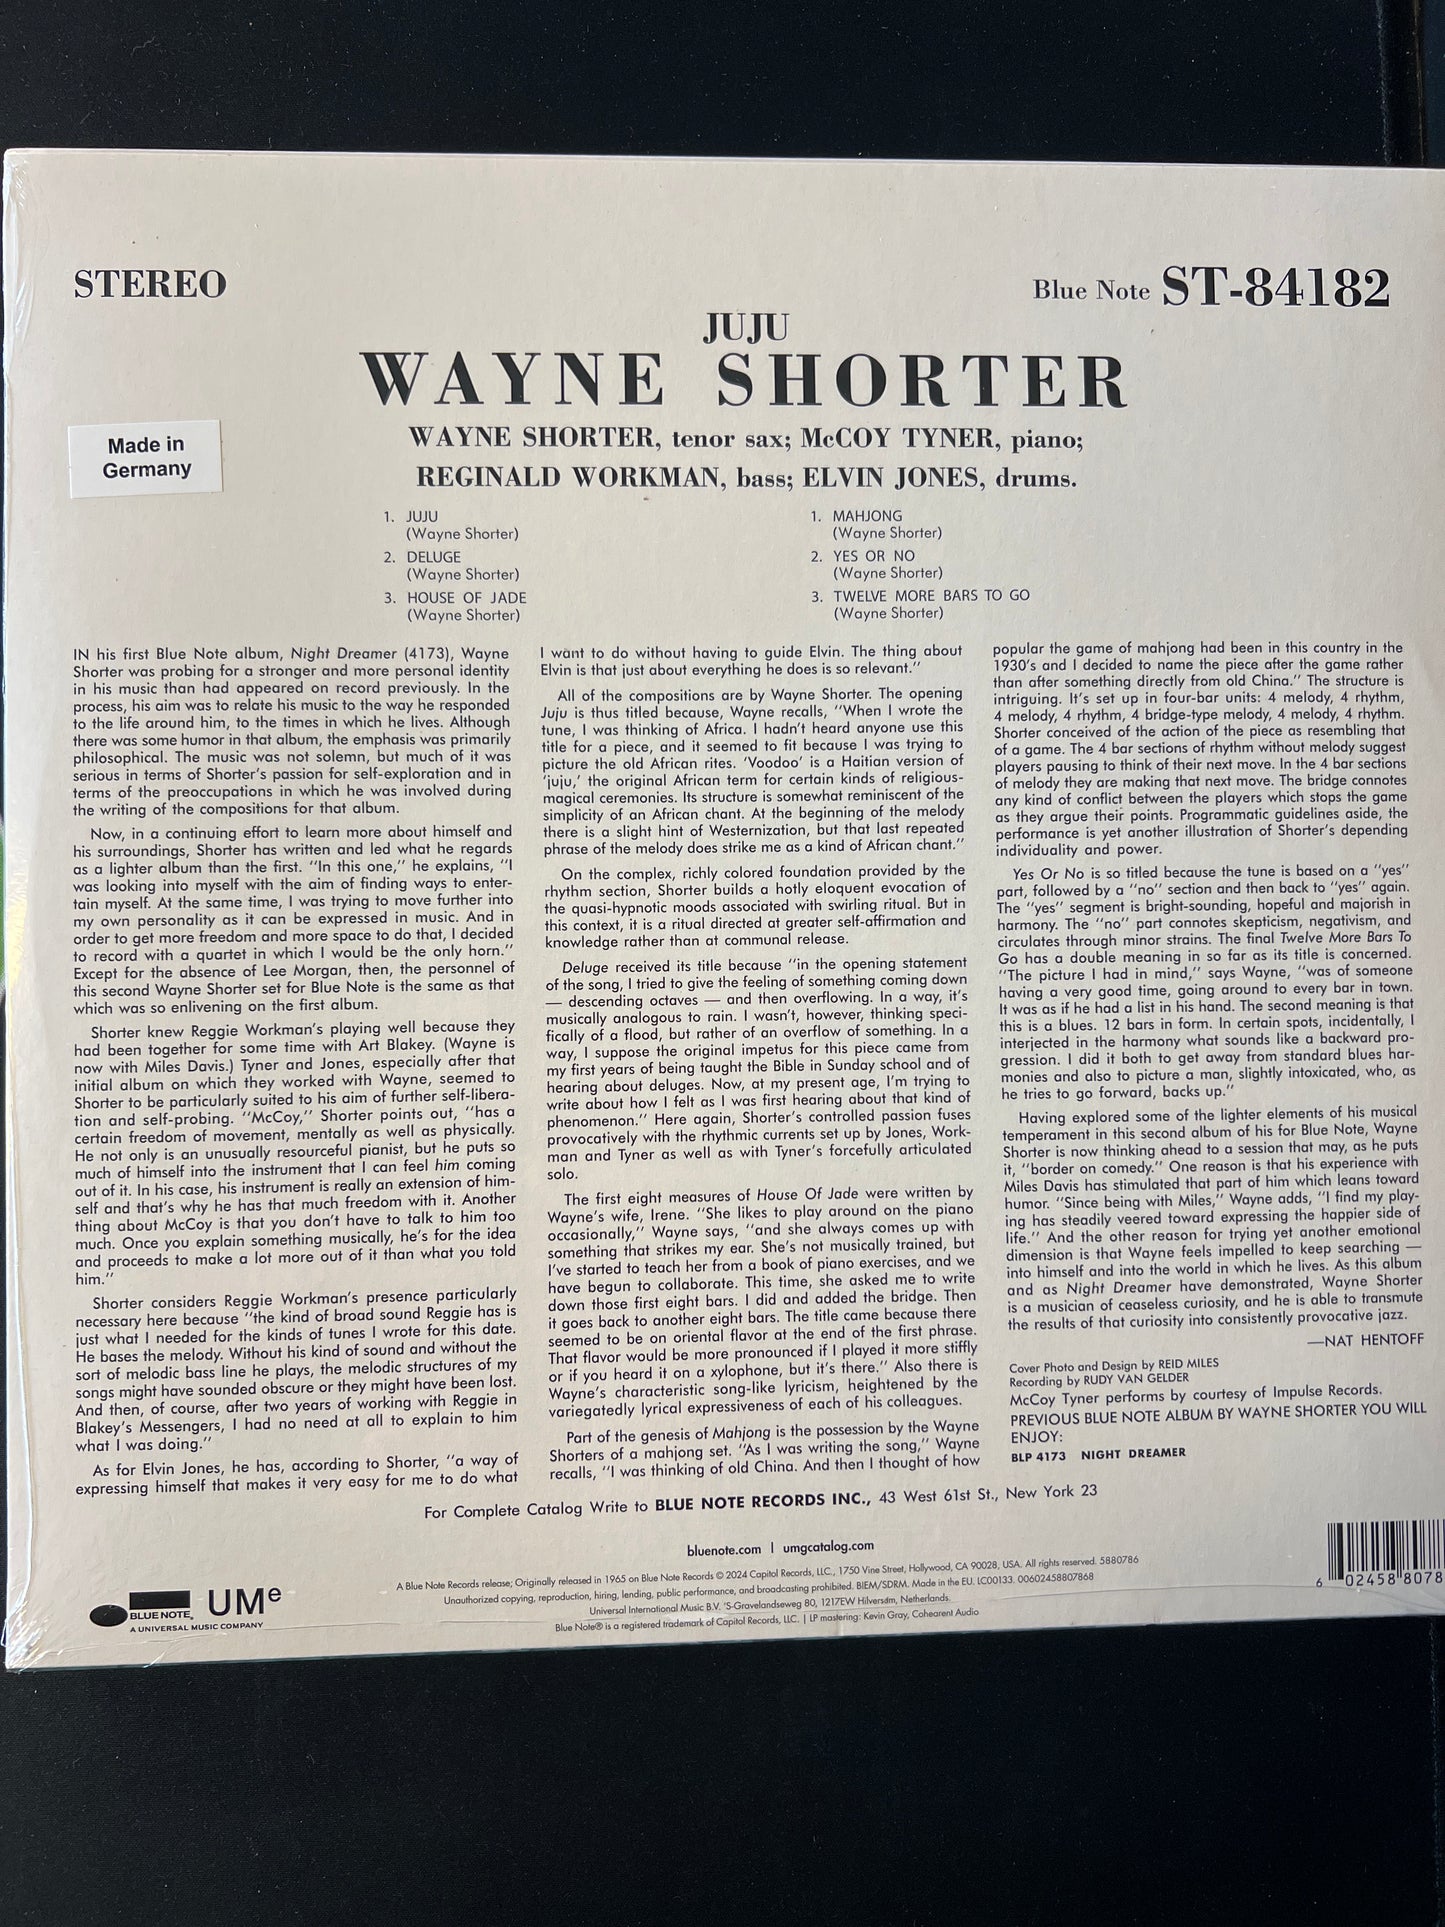 STEREO
Blue Note ST-84182
JUJU
WAYNE SHORTER
WAYNE SHORTER, tenor sax; McCOY TYNER, piano;
REGINALD WORKMAN, bass; ELVIN JONES, drums.
Made in
Germany
1. JUJU
(Wayne Shorter)
2. DELUGE
(Wayne Shorter)
3. HOUSE OF JADE
(Wayne Shorter)
1. MAHJONG
(Wayne Shorter)
2. YES OR NO
(Wayne Shorter)
3. TWELVE MORE BARS TO GO
(Wayne Shorter)
IN his first Blue Note album, Night Dreamer (4173), Wayne
Shorter was probing for a stronger and more personal identity
in his music than had appeared on record previously. In the
process, his aim was to relate his music to the way he responded
to the life around him, to the times in which he lives. Although
there was some humor in that album, the emphasis was primarily
philosophical. The music was not solemn, but much of it was
serious in terms of Shorter's passion for self-exploration and in
terms of the preoccupations in which he was involved during
the writing of the compositions for that album.
Now, in a continuing effort to learn more about himself and
his surroundings, Shorter has written and led what he regards
as a lighter album than the first. "In this one," he explains, "I
was looking into myself with the aim of finding ways to enter-
tain myself. At the same time, I was trying to move further into
my own personality as it can be expressed in music. And in
order to get more freedom and more space to do that, I decided
to record with a quartet in which I would be the only horn."
Except for the absence of Lee Morgan, then, the personnel of
this second Wayne Shorter set for Blue Note is the same as that
which was so enlivening on the first album.
Shorter knew Reggie Workman's playing well because they
had been together for some time with Art Blakey. (Wayne is
now with Miles Davis.) Tyner and Jones, especially after that
initial album on which they worked with Wayne, seemed to
Shorter to be particularly suited to his aim of further self-libera-
tion and self-probing. "McCoy," Shorter points out, "has a
certain freedom of movement, mentally as well as physically.
He not only is an unusually resourceful pianist, but he puts so
much of himself into the instrument that I can feel him coming
out of it. In his case, his instrument is really an extension of him-
self and that's why he has that much freedom with it. Another
thing about McCoy is that you don't have to talk to him too
much. Once you explain something musically, he's for the idea
and proceeds to make a lot more out of it than what you told
him."
Shorter considers Reggie Workman's presence particularly
necessary here because "the kind of broad sound Reggie has is
just what I needed for the kinds of tunes I wrote for this date.
He bases the melody. Without his kind of sound and without the
sort of melodic bass line he plays, the melodic structures of my
songs might have sounded obscure or they might have been lost.
And then, of course, after two years of working with Reggie in
Blakey's Messengers, I had no need at all to explain to him
what I was doing."
As for Elvin Jones, he has, according to Shorter, "a way of
expressing himself that makes it very easy for me to do what
I want to do without having to guide Elvin. The thing about
Elvin is that just about everything he does is so relevant."
All of the compositions are by Wayne Shorter. The opening
Juju is thus titled because, Wayne recalls, "When I wrote the
tune, I was thinking of Africa. I hadn't heard anyone use this
title for a piece, and it seemed to fit because I was trying to
picture the old African rites. 'Voodoo' is a Haitian version of
'juju,' the original African term for certain kinds of religious-
magical ceremonies. Its structure is somewhat reminiscent of the
simplicity of an African chant. At the beginning of the melody
there is a slight hint of Westernization, but that last repeated
phrase of the melody does strike me as a kind of African chant."
On the complex, richly colored foundation provided by the
rhythm section, Shorter builds a hotly eloquent evocation of
the quasi-hypnotic moods associated with swirling ritual. But in
this context, it is a ritual directed at greater self-affirmation and
knowledge rather than at communal release.
Deluge received its title because "in the opening statement
of the song, I tried to give the feeling of something coming down
— descending octaves — and then overflowing. In a way, it's
musically analogous to rain. I wasn't, however, thinking speci-
fically of a flood, but rather of an overflow of something. In a
way, I suppose the original impetus for this piece came from
my first years of being taught the Bible in Sunday school and of
hearing about deluges. Now, at my present age, I'm trying to
write about how I felt as I was first hearing about that kind of
phenomenon." Here again, Shorter's controlled passion fuses
provocatively with the rhythmic currents set up by Jones, Work-
man and Tyner as well as with Tyner's forcefully articulated
solo.
The first eight measures of House Of Jade were written by
Wayne's wife, Irene. "She likes to play around on the piano
occasionally," Wayne says, "and she always comes up with
something that strikes my ear. She's not musically trained, but
I've started to teach her from a book of piano exercises, and we
have begun to collaborate. This time, she asked me to write
down those first eight bars. I did and added the bridge. Then
it goes back to another eight bars. The title came because there
seemed to be on oriental flavor at the end of the first phrase.
That flavor would be more pronounced if I played it more stiffly
or if you heard it on a xylophone, but it's there." Also there is
Wayne's characteristic song-like lyricism, heightened by the
variegatedly lyrical expressiveness of each of his colleagues.
Part of the genesis of Mahjong is the possession by the Wayne
Shorters of a mahjong set. "As I was writing the song," Wayne
recalls, "I was thinking of old China. And then I thought of how
popular the game of mahjong had been in this country in the
1930's and I decided to name the piece after the game rather
than after something directly from old China." The structure is
intriguing. It's set up in four-bar units: 4 melody, 4 rhythm,
4 melody, 4 rhythm, 4 bridge-type melody, 4 melody, 4 rhythm.
Shorter conceived of the action of the piece as resembling that
of a game. The 4 bar sections of rhythm without melody suggest
players pausing to think of their next move. In the 4 bar sections
of melody they are making that next move. The bridge connotes
any kind of conflict between the players which stops the game
as they argue their points. Programmatic guidelines aside, the
performance is yet another illustration of Shorter's depending
individuality and power.
Yes Or No is so titled because the tune is based on a "yes"
part, followed by a "no" section and then back to "yes" again.
The "yes" segment is bright-sounding, hopeful and majorish in
harmony. The "no" part connotes skepticism, negativism, and
circulates through minor strains. The final Twelve More Bars To
Go has a double meaning in so far as its title is concerned.
"The picture I had in mind," says Wayne, "was of someone
having a very good time, going around to every bar in town.
It was as if he had a list in his hand. The second meaning is that
this is a blues. 12 bars in form. In certain spots, incidentally, I
interjected in the harmony what sounds like a backward pro-
gression. I did it both to get away from standard blues har-
monies and also to picture a man, slightly intoxicated, who, as
he tries to go forward, backs up."
Having explored some of the lighter elements of his musical
temperament in this second album of his for Blue Note, Wayne
Shorter is now thinking ahead to a session that may, as he puts
it, "border on comedy." One reason is that his experience with
Miles Davis has stimulated that part of him which leans toward
humor. "Since being with Miles," Wayne adds, "I find my play-
ing has steadily veered toward expressing the happier side of
life." And the other reason for trying yet another emotional
dimension is that Wayne feels impelled to keep searching —
into himself and into the world in which he lives. As this album
and as Night Dreamer have demonstrated, Wayne Shorter
is a musician of ceaseless curiosity, and he is able to transmute
the results of that curiosity into consistently provocative jazz.
—NAT HENTOFF
Cover Photo and Design by REID MILES
Recording by RUDY VAN GELDER
McCoy Tyner performs by courtesy of Impulse Records.
PREVIOUS BLUE NOTE ALBUM BY WAYNE SHORTER YOU WILL
ENJOY:
BLP 4173 NIGHT DREAMER
For Complete Catalog Write to BLUE NOTE RECORDS INC., 43 West 61st St., New York 23
bluenote.com | umgcatalog.com
A Blue Note Records release; Originally released in 1965 on Blue Note Records © 2024 Capitol Records, LLC., 1750 Vine Street, Hollywood, CA 90028, USA. All rights reserved. 5880786
Unauthorized copying, reproduction, hiring, lending, public performance, and broadcasting prohibited. BIEM/SDRM. Made in the EU. LC00133. 00602458807868
Universal International Music B.V. 'S-Gravelandseweg 80, 1217EW Hilversum, Netherlands.
Blue Note® is a registered trademark of Capitol Records, LLC. | LP mastering: Kevin Gray, Cohearent Audio
BLUE NOTE
A UNIVERSAL MUSIC COMPANY
UMe
6 02458 8078